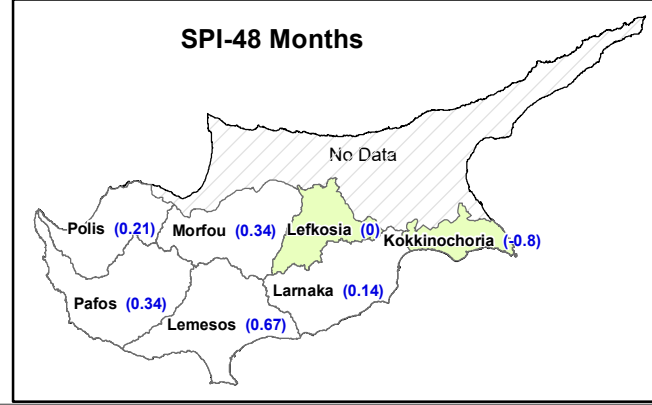 SPI-48 Months
No Data
Polis (0.21)
Morfou (0.34)
Lefkosia (0)
Kokkinochoria (-0.8)
Pafos (0.34)
Larnaka (0.14)
Lemesos (0.67)